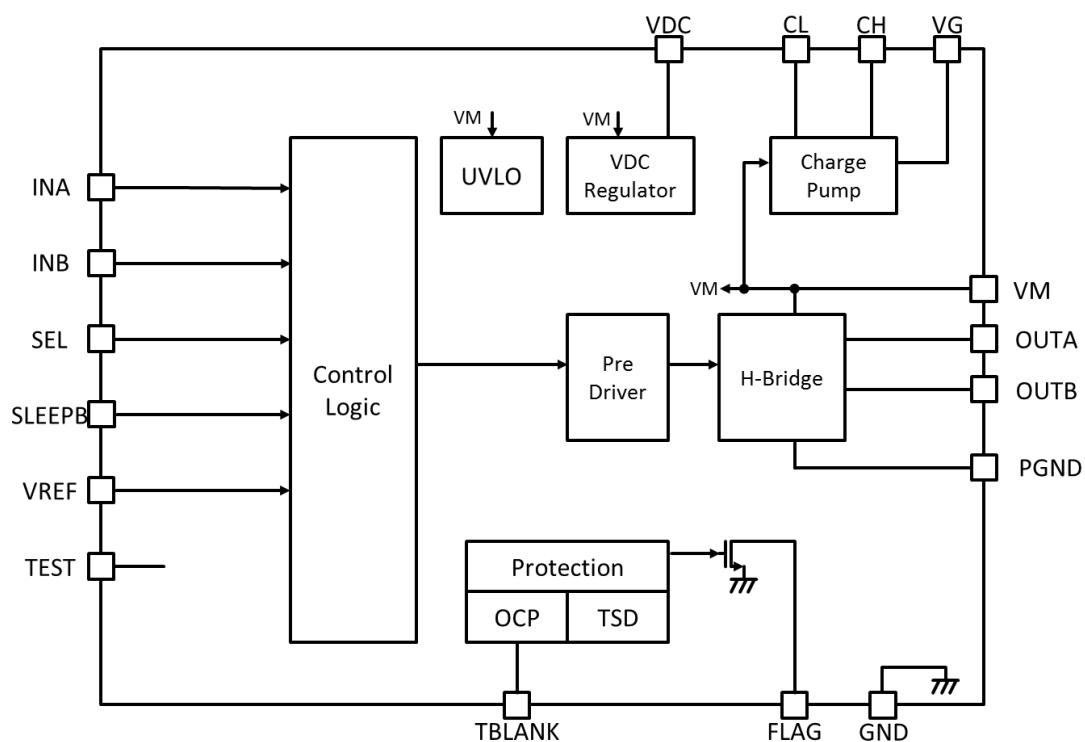 VDC
CL
CH
VG
VM
VM
UVLO
VDC
Regulator
Charge
Pump
INA
INB
SEL
SLEEPB
VREF
TEST
Control
Logic
VM
VM
Pre
Driver
H-Bridge
OUTA
OUTB
PGND
Protection
OCP
TSD
TBLANK
FLAG
GND